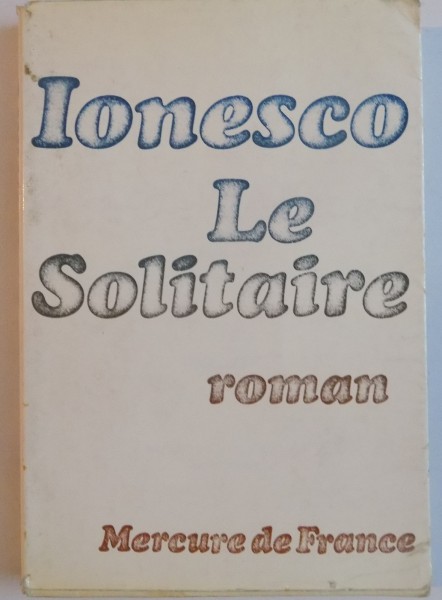 Ionesco
Le
Solitaire
roman
Mercure de France